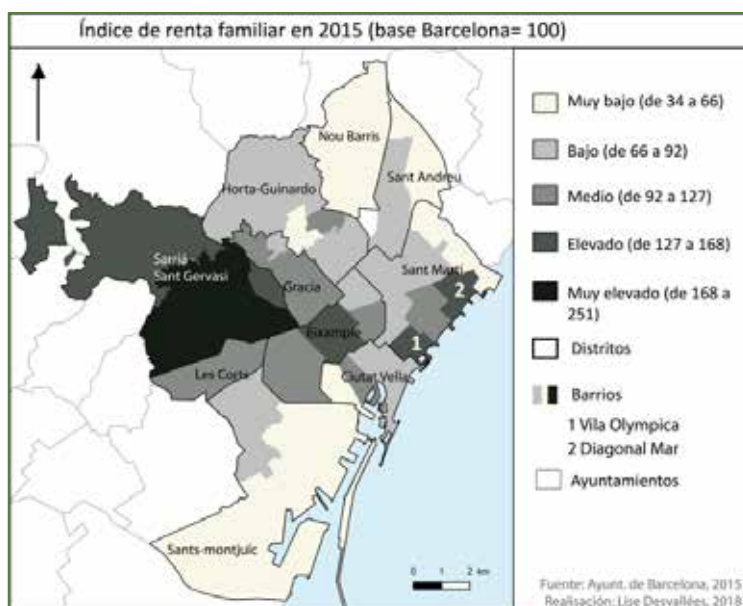 Índice de renta familiar en 2015 (base Barcelona= 100)
Nou Barris
Sant Andreu
Horta-Guinardo
Sarria
Sant Gervasi
Gracia
Sant Marti
2
Eixample
1
Les Corts
Ciutat Vella
Sants-montjuic
0 1 2 km
Muy bajo (de 34 a 66)
Bajo (de 66 a 92)
Medio (de 92 a 127)
Elevado (de 127 a 168)
Muy elevado (de 168 a
251)
Distritos
Barrios
1 Vila Olympica
2 Diagonal Mar
Ayuntamientos
Fuente: Ayunt. de Barcelona, 2015
Realisación: Lise Desvallées, 2018